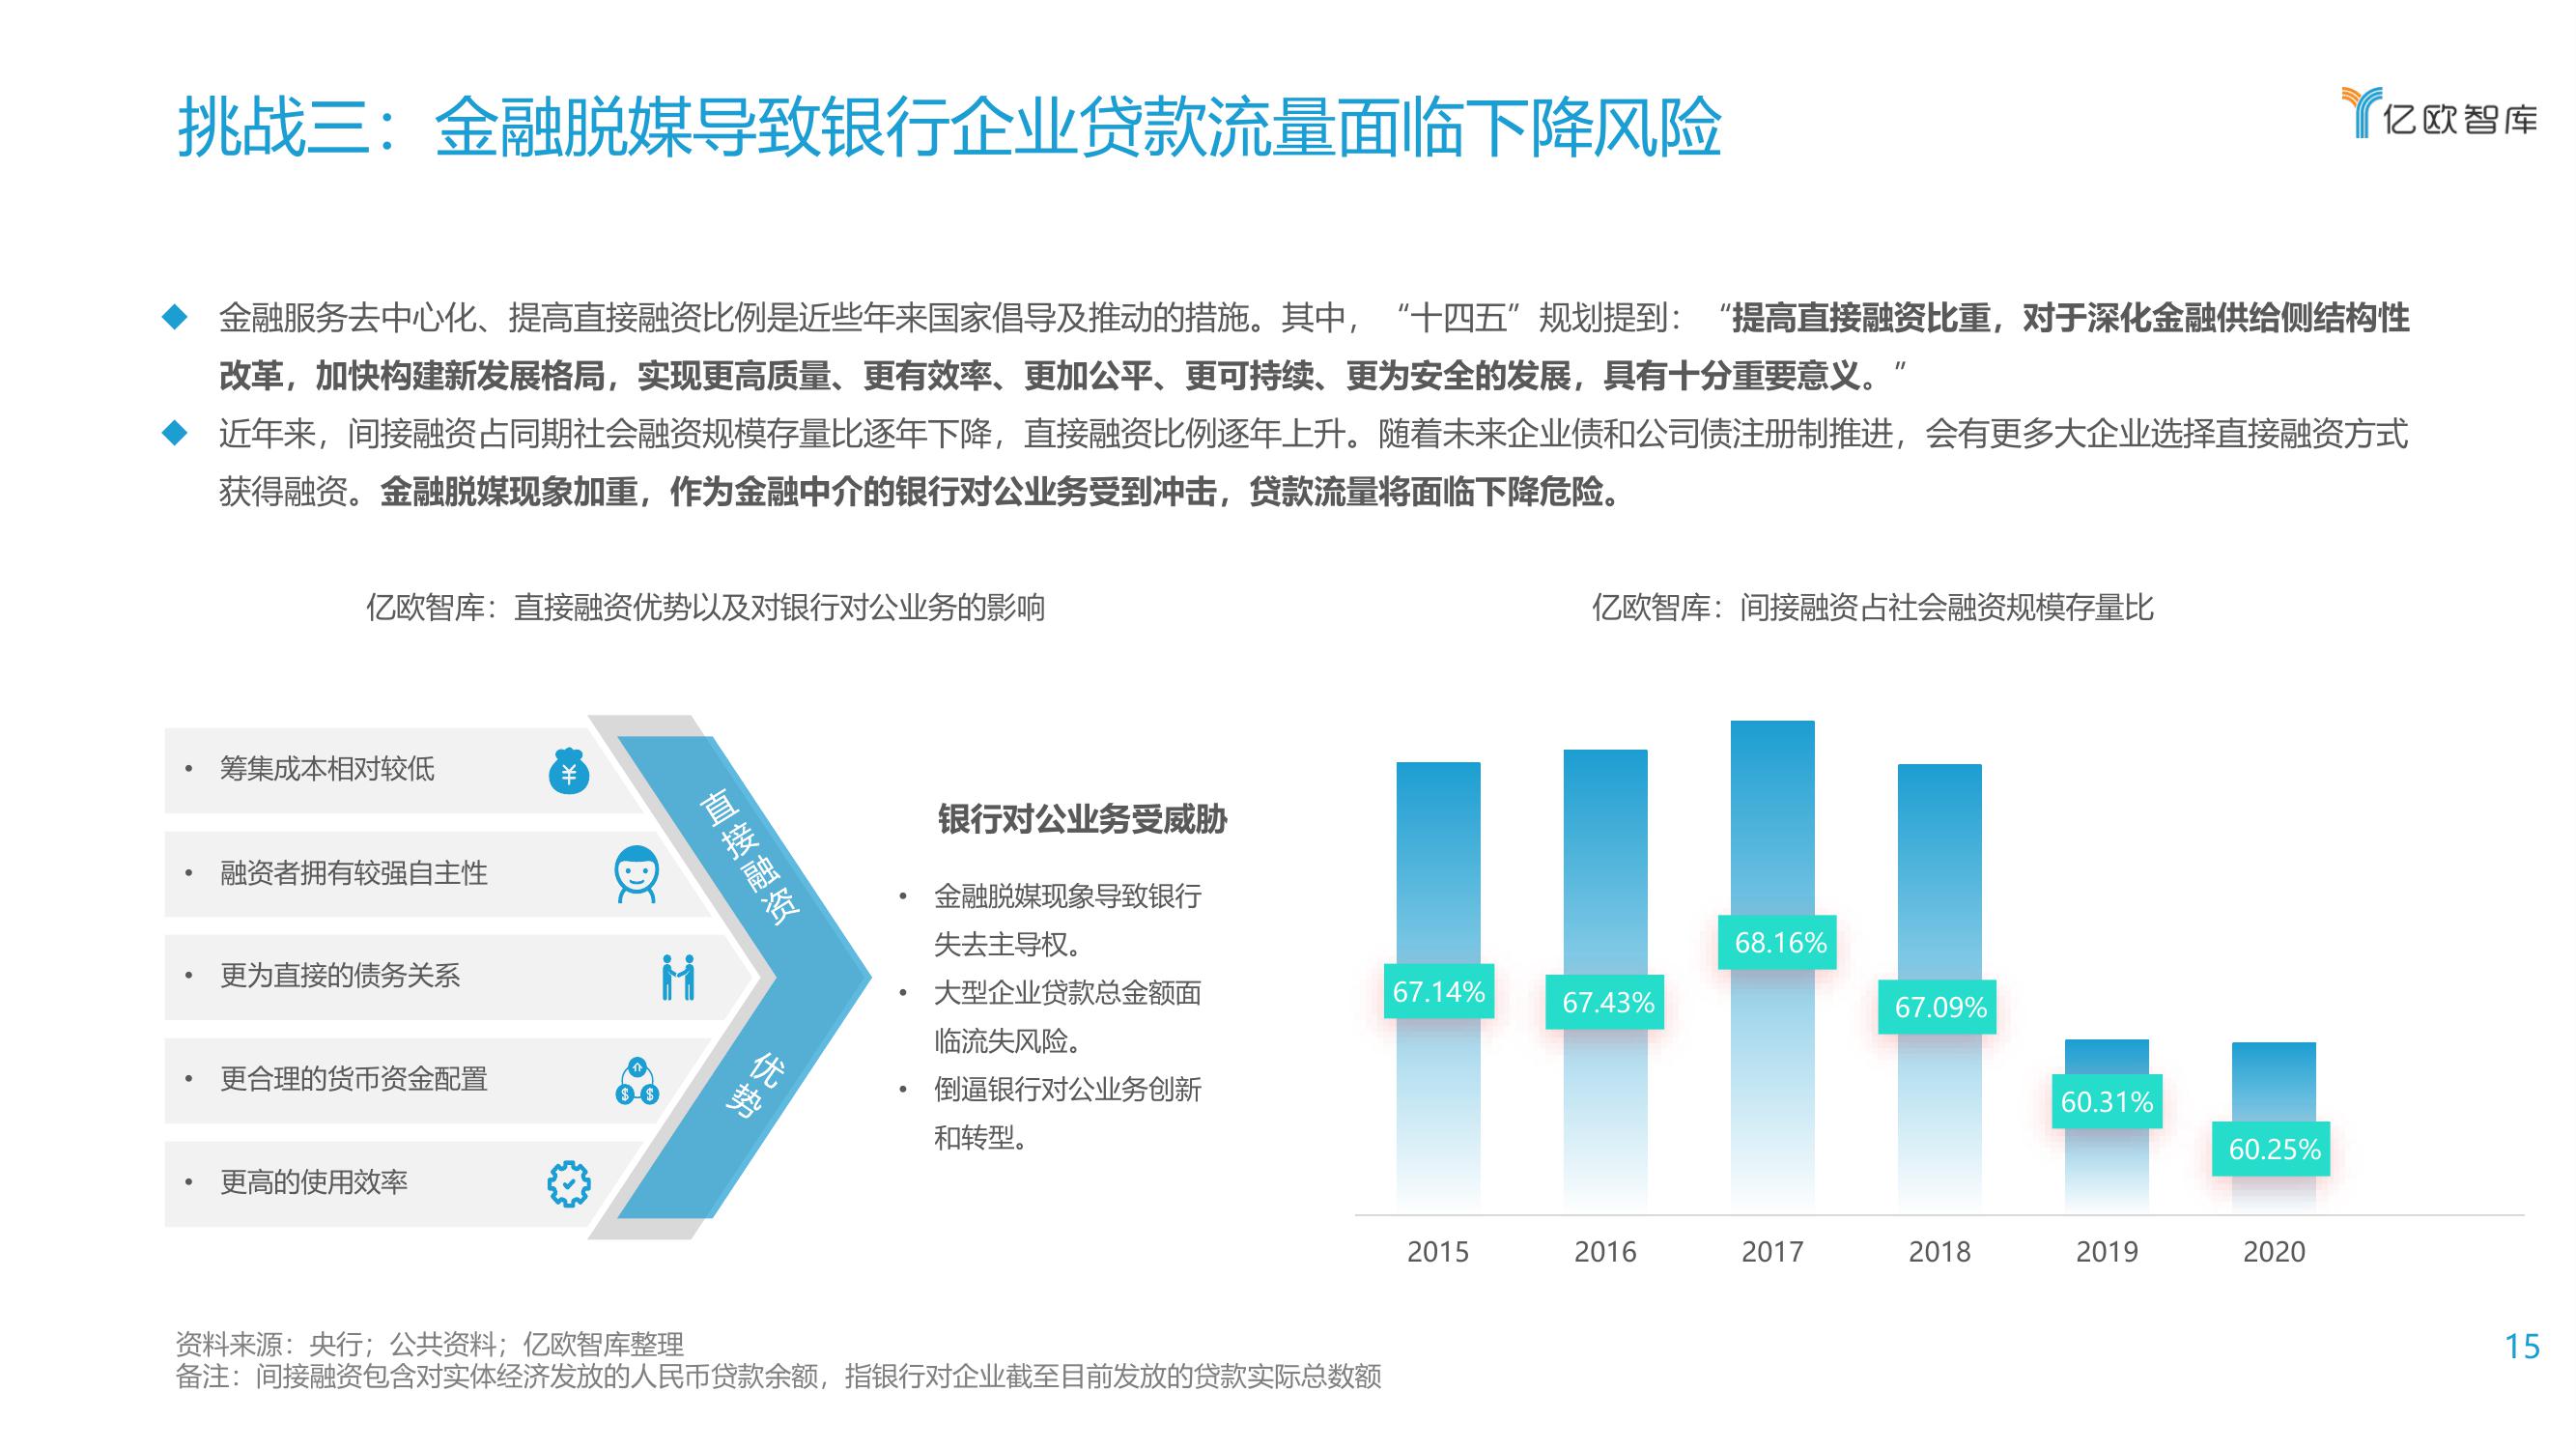 挑战三：金融脱媒导致银行企业贷款流量面临下降风险
亿欧智库
金融服务去中心化、提高直接融资比例是近些年来国家倡导及推动的措施。其中，“十四五”规划提到：“提高直接融资比重，对于深化金融供给侧结构性
改革，加快构建新发展格局，实现更高质量、更有效率、更加公平、更可持续、更为安全的发展，具有十分重要意义。”
近年来，间接融资占同期社会融资规模存量比逐年下降，直接融资比例逐年上升。随着未来企业债和公司债注册制推进，会有更多大企业选择直接融资方式
获得融资。金融脱媒现象加重，作为金融中介的银行对公业务受到冲击，贷款流量将面临下降危险。
亿欧智库：直接融资优势以及对银行对公业务的影响
• 筹集成本相对较低
¥
• 融资者拥有较强自主性
• 更为直接的债务关系
• 更合理的货币资金配置
$ $
• 更高的使用效率
直接融资
优势
银行对公业务受威胁
• 金融脱媒现象导致银行
失去主导权。
• 大型企业贷款总金额面
临流失风险。
• 倒逼银行对公业务创新
和转型。
亿欧智库：间接融资占社会融资规模存量比
67.14%
67.43%
68.16%
67.09%
60.31%
60.25%
2015 2016 2017 2018 2019 2020
资料来源：央行；公共资料；亿欧智库整理
备注：间接融资包含对实体经济发放的人民币贷款余额，指银行对企业截至目前发放的贷款实际总数额
15